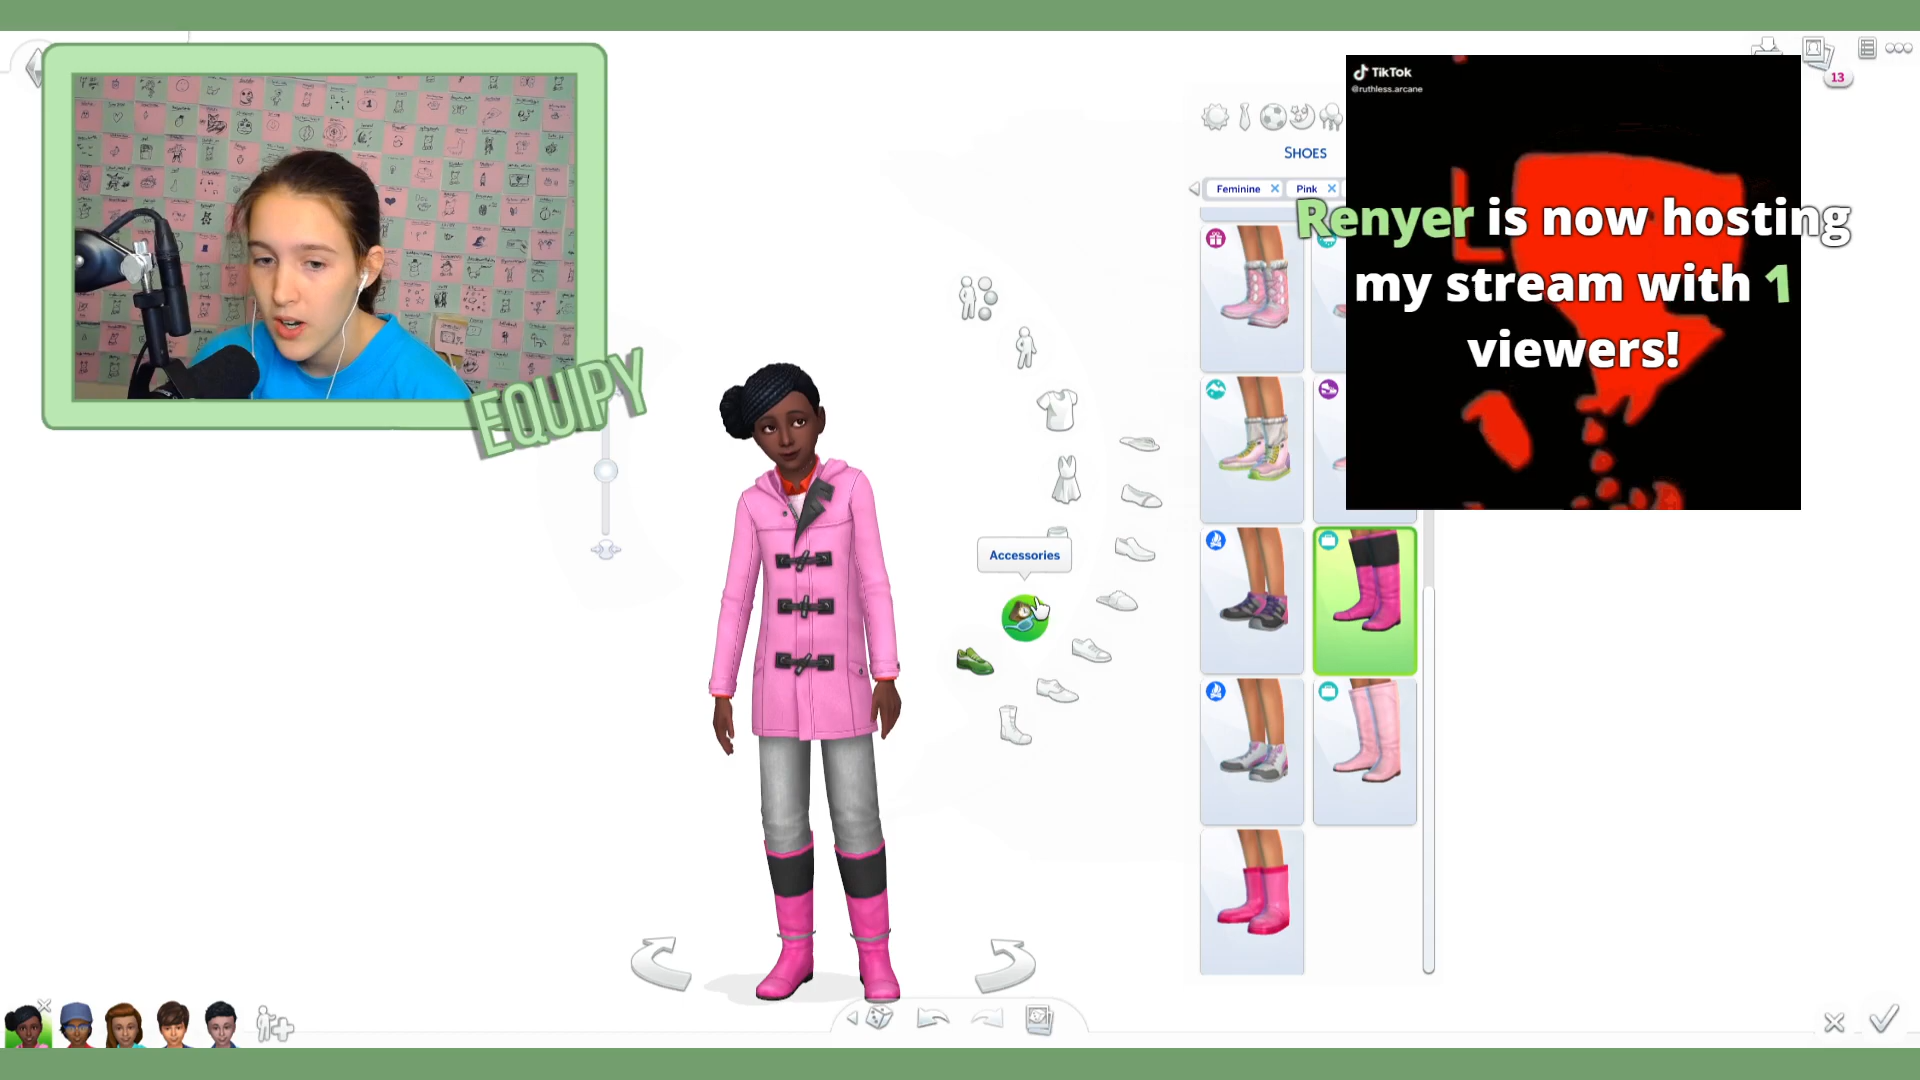 TikTok
@ruthless.arcane
13
SHOES
Feminine
Pink
Renyer is now hosting
my stream with 1
viewers!
EQUIPY
Accessories